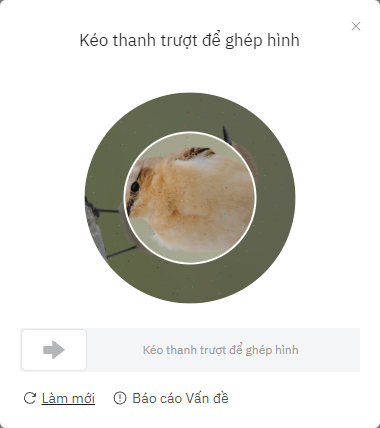 Kéo thanh trượt để ghép hình
Kéo thanh trượt để ghép hình
Làm mới
Báo cáo Vấn đề